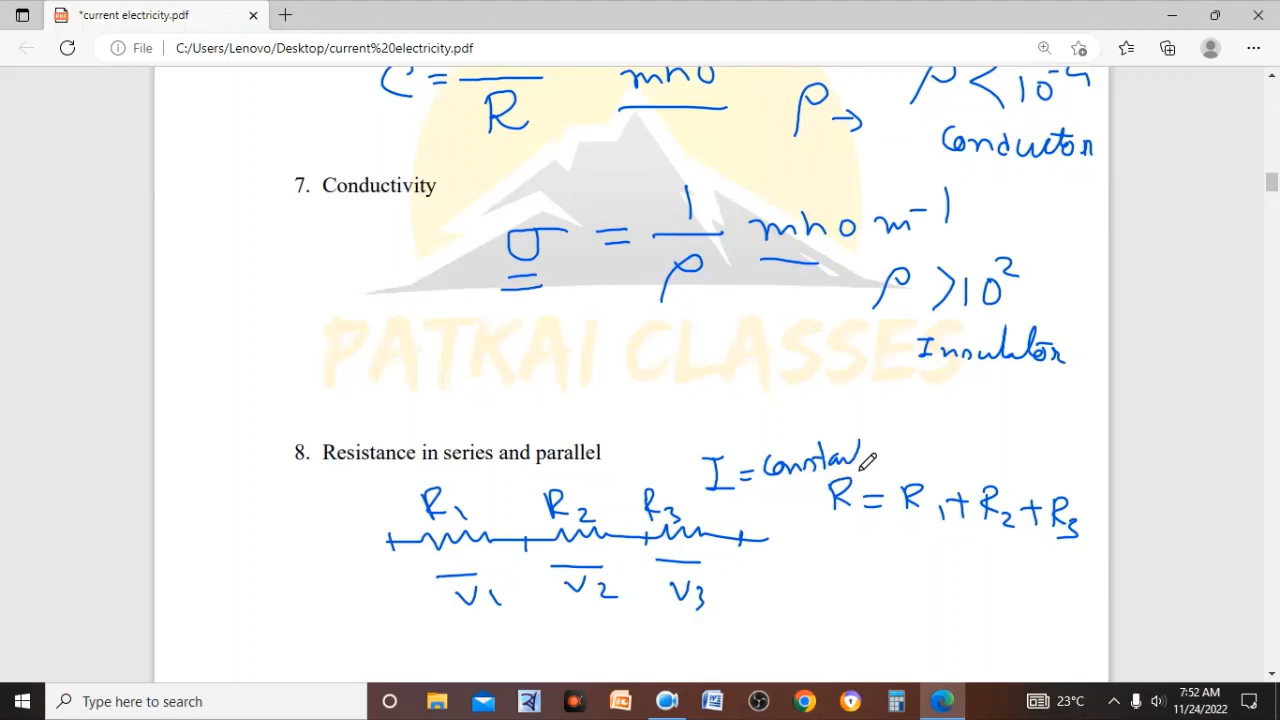 *current electricity.pdf
File C:/Users/Lenovo/Desktop/current%20electricity.pdf
C = R mho ρ → ρ < 10⁻⁴
Conductor
7. Conductivity
σ = 1/ρ mho m⁻¹
ρ > 10²
Insulator
PATKAI CLASSES
8. Resistance in series and parallel
I = constan
R = R₁ + R₂ + R₃
R₁ R₂ R₃
V₁ V₂ V₃
Type here to search
23°C
7:52 AM
11/24/2022